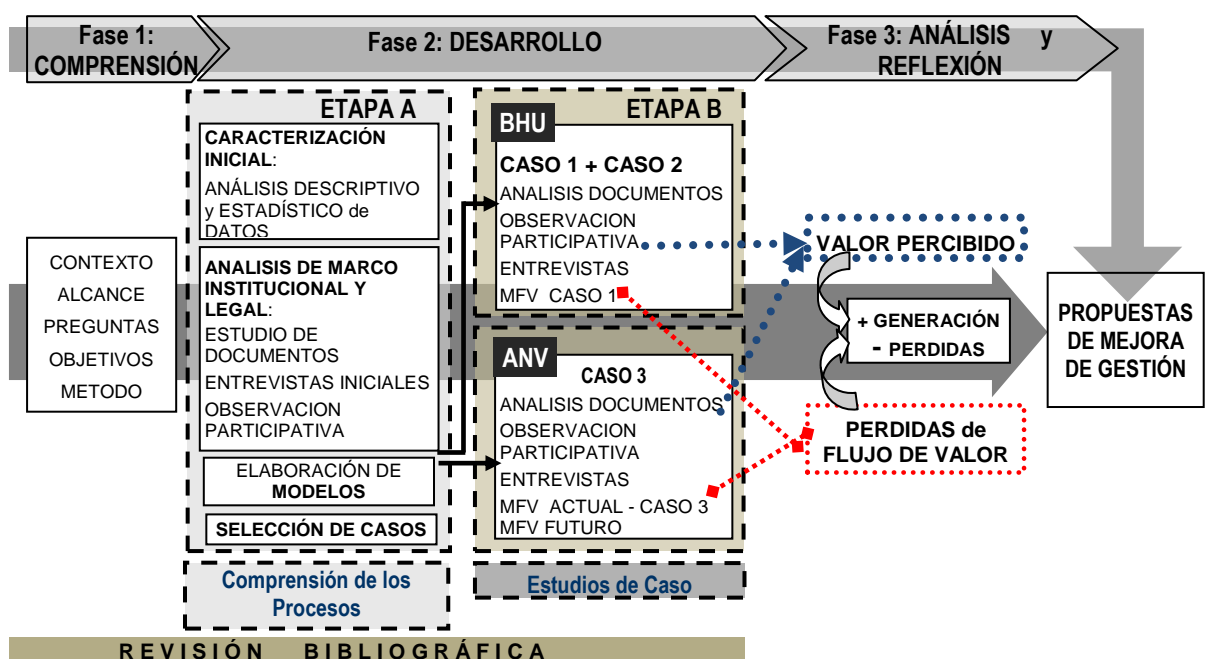 Fase 1:
COMPRENSIÓN
Fase 2: DESARROLLO
Fase 3: ANÁLISIS y
REFLEXIÓN
CONTEXTO
ALCANCE
PREGUNTAS
OBJETIVOS
METODO
ETAPA A
CARACTERIZACIÓN
INICIAL:
ANÁLISIS DESCRIPTIVO
y ESTADÍSTICO de
DATOS
ANALISIS DE MARCO
INSTITUCIONAL Y
LEGAL:
ESTUDIO DE
DOCUMENTOS
ENTREVISTAS INICIALES
OBSERVACION
PARTICIPATIVA
ELABORACIÓN DE
MODELOS
SELECCIÓN DE CASOS
Comprensión de los
Procesos
ETAPA B
BHU
CASO 1 + CASO 2
ANALISIS DOCUMENTOS
OBSERVACION
PARTICIPATIVA
ENTREVISTAS
MFV CASO 1
ANV
CASO 3
ANALISIS DOCUMENTOS
OBSERVACION
PARTICIPATIVA
ENTREVISTAS
MFV ACTUAL - CASO 3
MFV FUTURO
Estudios de Caso
VALOR PERCIBIDO
+ GENERACIÓN
- PERDIDAS
PERDIDAS de
FLUJO DE VALOR
PROPUESTAS
DE MEJORA
DE GESTIÓN
REVISIÓN BIBLIOGRÁFICA